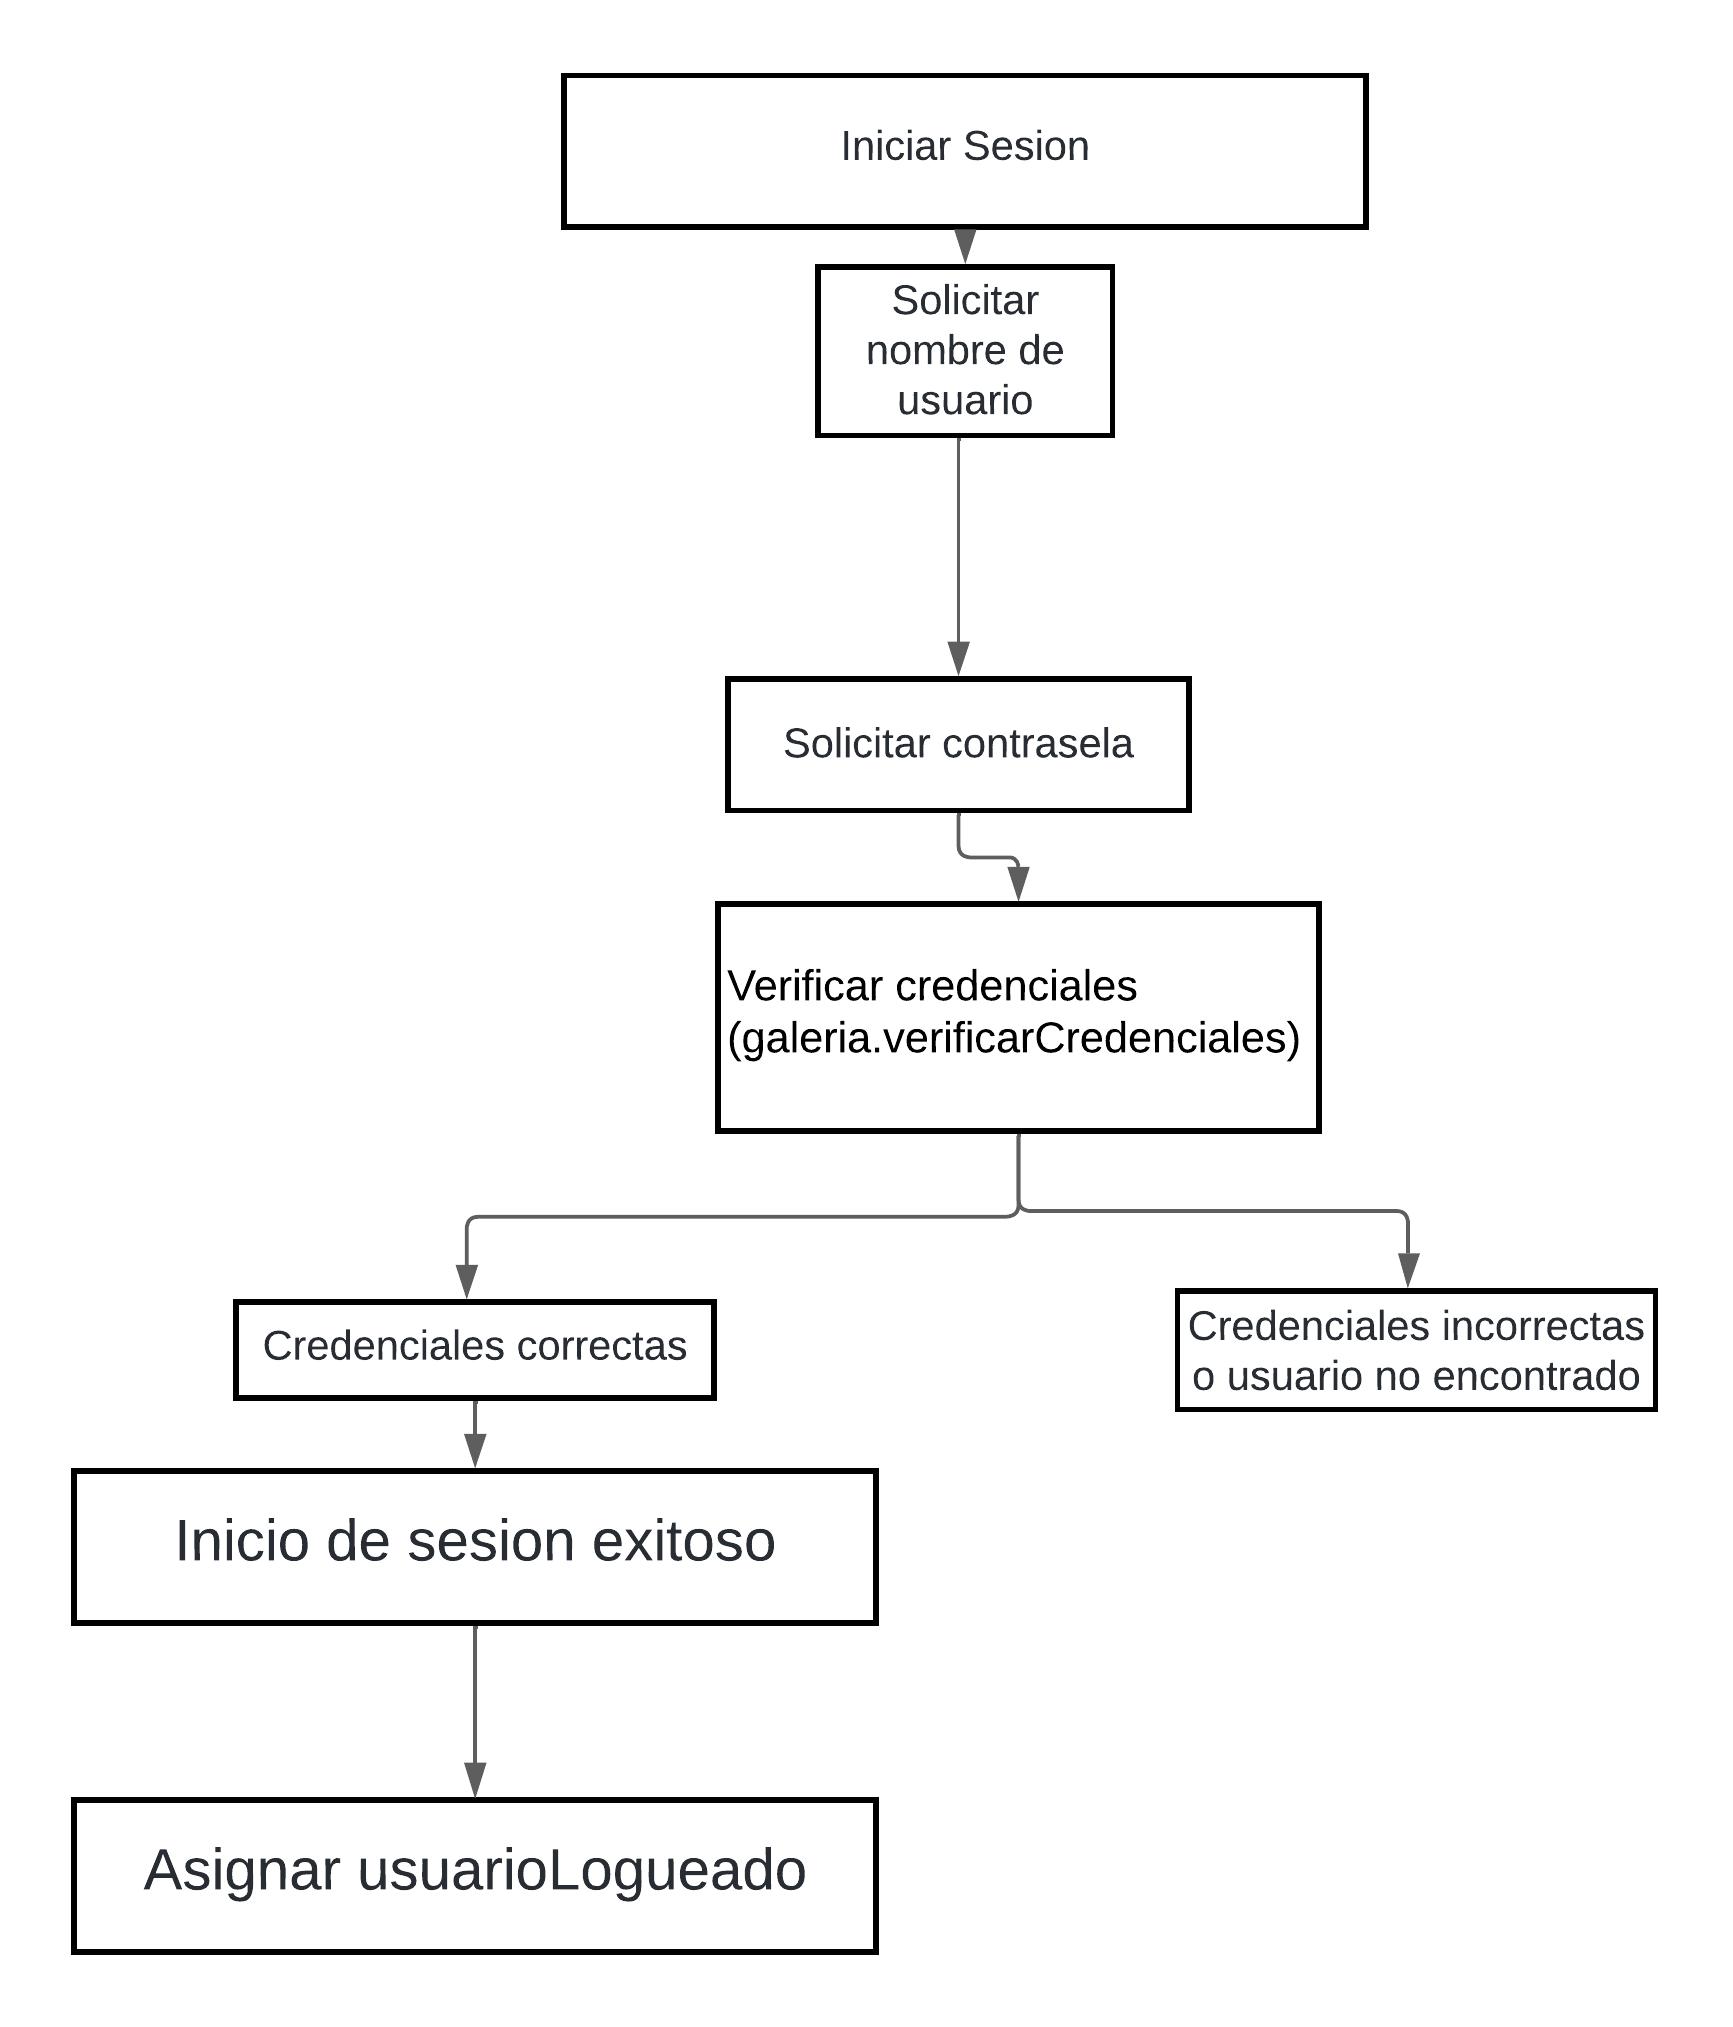 Iniciar Sesion
Solicitar
nombre de
usuario
Solicitar contrasela
Verificar credenciales
(galeria.verificarCredenciales)
Credenciales correctas
Credenciales incorrectas
o usuario no encontrado
Inicio de sesion exitoso
Asignar usuarioLogueado